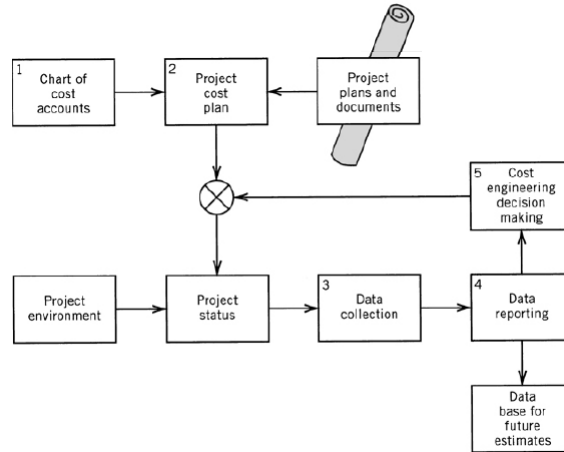 1
Chart of
cost
accounts
2
Project
cost
plan
Project
plans and
documents
5
Cost
engineering
decision
making
Project
environment
Project
status
3
Data
collection
4
Data
reporting
Data
base for
future
estimates